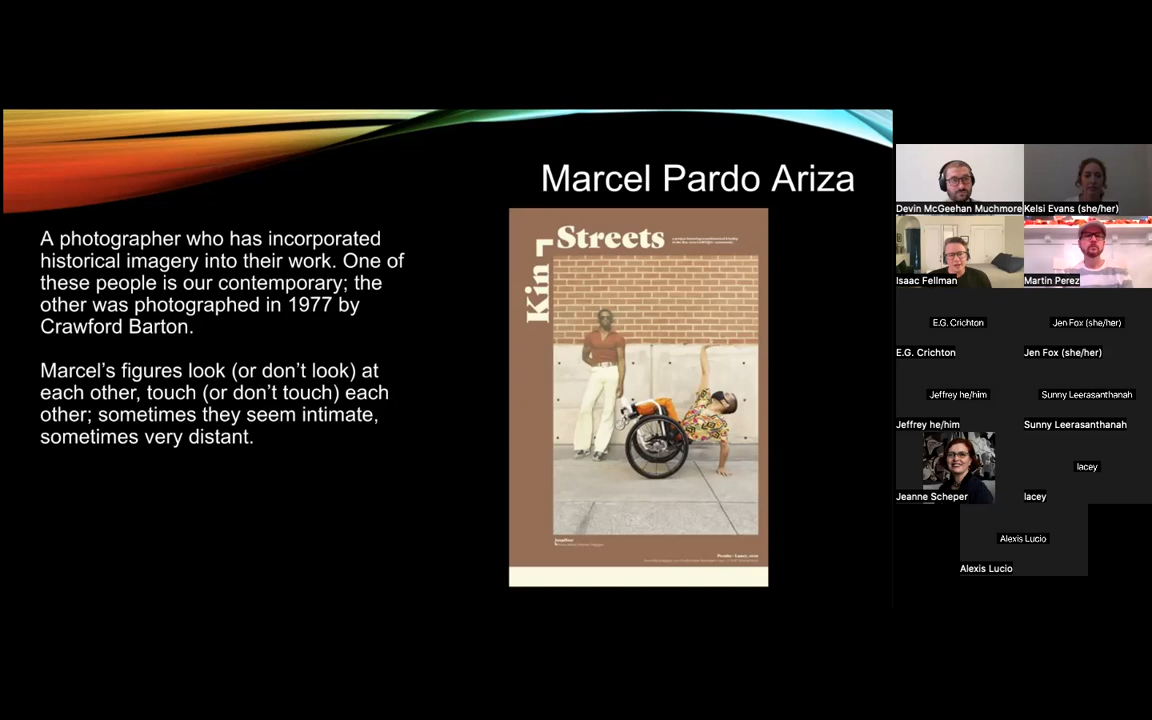 Marcel Pardo Ariza
A photographer who has incorporated
historical imagery into their work. One of
these people is our contemporary; the
other was photographed in 1977 by
Crawford Barton.
Marcel's figures look (or don't look) at
each other, touch (or don't touch) each
other; sometimes they seem intimate,
sometimes very distant.
Kin
Streets
Devin McGeehan Muchmore
Kelsi Evans (she/her)
Isaac Fellman
Martin Perez
E.G. Crichton
Jen Fox (she/her)
E.G. Crichton
Jen Fox (she/her)
Jeffrey he/him
Sunny Leerasanthanah
Jeffrey he/him
Sunny Leerasanthanah
lacey
Jeanne Scheper
lacey
Alexis Lucio
Alexis Lucio